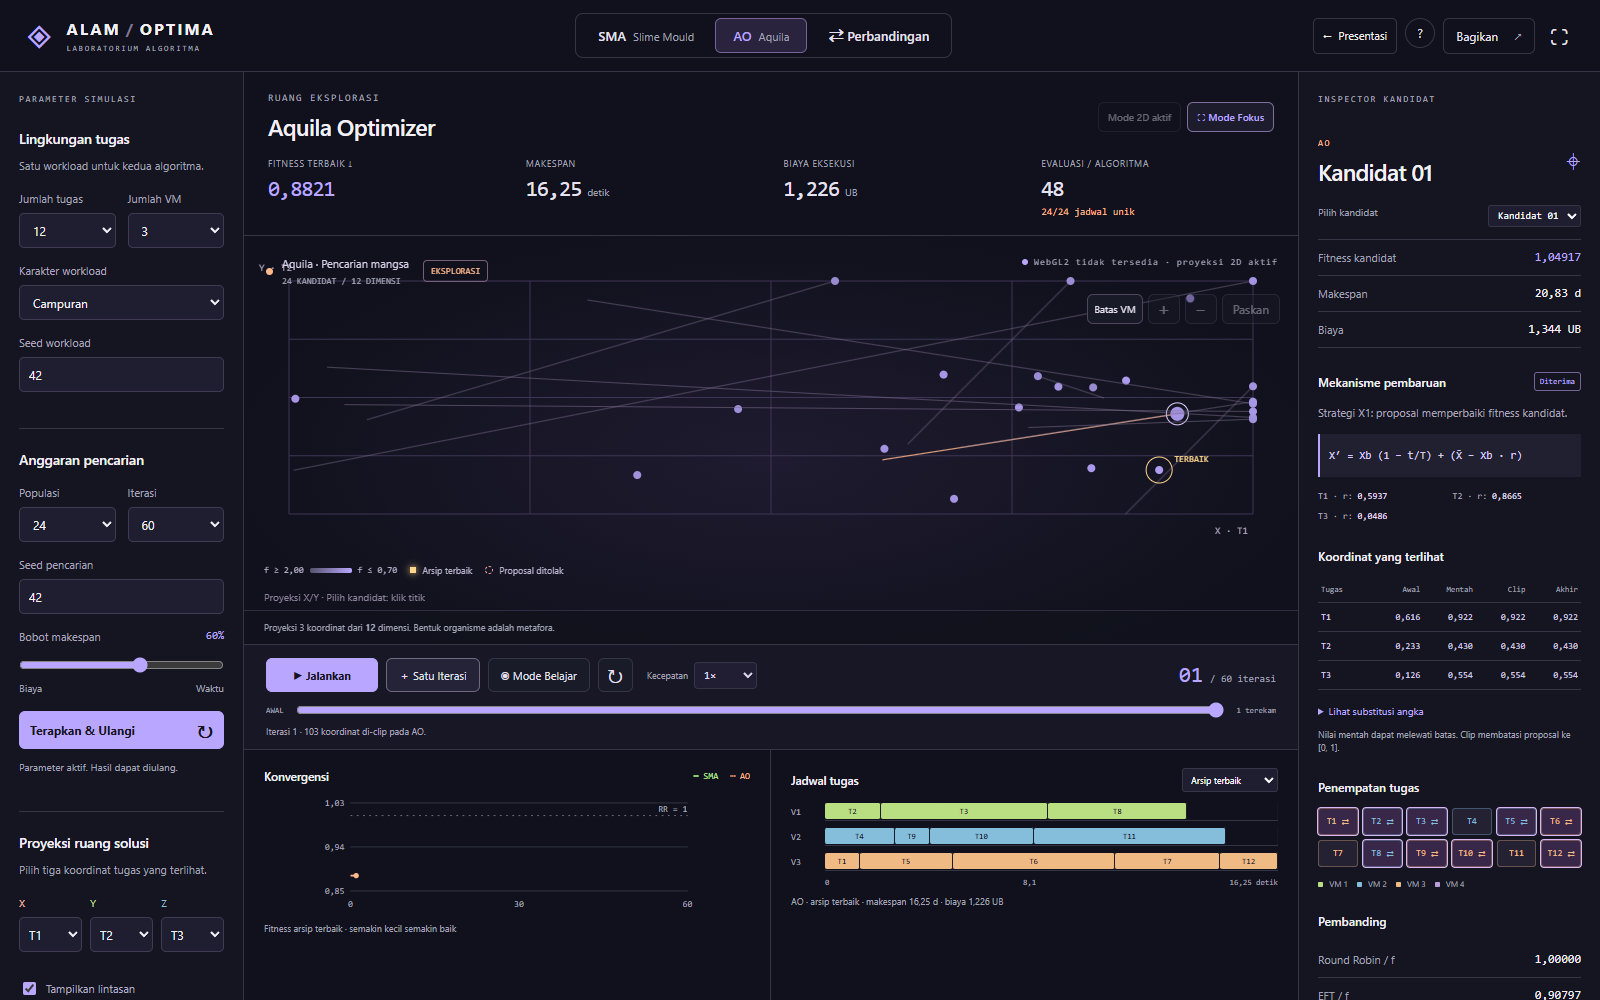 ALAM / OPTIMA
LABORATORIUM ALGORITMA
SMA Slime Mould
AO Aquila
⇄ Perbandingan
← Presentasi
?
Bagikan ↗
PARAMETER SIMULASI
Lingkungan tugas
Satu workload untuk kedua algoritma.
Jumlah tugas
Jumlah VM
12
3
Karakter workload
Campuran
Seed workload
42
Anggaran pencarian
Populasi
Iterasi
24
60
Seed pencarian
42
Bobot makespan
60%
Biaya
Waktu
Terapkan & Ulangi ↻
Parameter aktif. Hasil dapat diulang.
Proyeksi ruang solusi
Pilih tiga koordinat tugas yang terlihat.
X
Y
Z
T1
T2
T3
Tampilkan lintasan
RUANG EKSPLORASI
Aquila Optimizer
Mode 2D aktif
Mode Fokus
FITNESS TERBAIK ↓
0,8821
MAKESPAN
16,25 detik
BIAYA EKSEKUSI
1,226 UB
EVALUASI / ALGORITMA
48
24/24 jadwal unik
Y
Aquila · Pencarian mangsa
24 KANDIDAT / 12 DIMENSI
EKSPLORASI
WebGL2 tidak tersedia · proyeksi 2D aktif
Batas VM
+
−
Paskan
TERBAIK
X · T1
f ≥ 2,00
f ≤ 0,70
Arsip terbaik
Proposal ditolak
Proyeksi X/Y · Pilih kandidat: klik titik
Proyeksi 3 koordinat dari 12 dimensi. Bentuk organisme adalah metafora.
▶ Jalankan
+ Satu Iterasi
◉ Mode Belajar
↻
Kecepatan
1×
01 / 60 iterasi
AWAL
1 terekam
Iterasi 1 · 103 koordinat di-clip pada AO.
Konvergensi
SMA
AO
1,03
RR = 1
0,94
0,85
0
30
60
Fitness arsip terbaik · semakin kecil semakin baik
Jadwal tugas
Arsip terbaik
V1
T2
T3
T8
V2
T4
T9
T10
T11
V3
T1
T5
T6
T7
T12
0
8,1
16,25 detik
AO · arsip terbaik · makespan 16,25 d · biaya 1,226 UB
INSPECTOR KANDIDAT
AO
Kandidat 01
Pilih kandidat
Kandidat 01
Fitness kandidat
1,04917
Makespan
20,83 d
Biaya
1,344 UB
Mekanisme pembaruan
Diterima
Strategi X1: proposal memperbaiki fitness kandidat.
X′ = Xb (1 − t/T) + (X̄ − Xb · r)
T1 · r: 0,5937
T2 · r: 0,8665
T3 · r: 0,0486
Koordinat yang terlihat
Tugas Awal Mentah Clip Akhir
T1 0,616 0,922 0,922 0,922
T2 0,233 0,430 0,430 0,430
T3 0,126 0,554 0,554 0,554
▶ Lihat substitusi angka
Nilai mentah dapat melewati batas. Clip membatasi proposal ke
[0, 1].
Penempatan tugas
T1 ⇄
T2 ⇄
T3 ⇄
T4
T5 ⇄
T6 ⇄
T7
T8 ⇄
T9 ⇄
T10 ⇄
T11
T12 ⇄
VM 1
VM 2
VM 3
VM 4
Pembanding
Round Robin / f
1,00000
EFT / f
0,90797